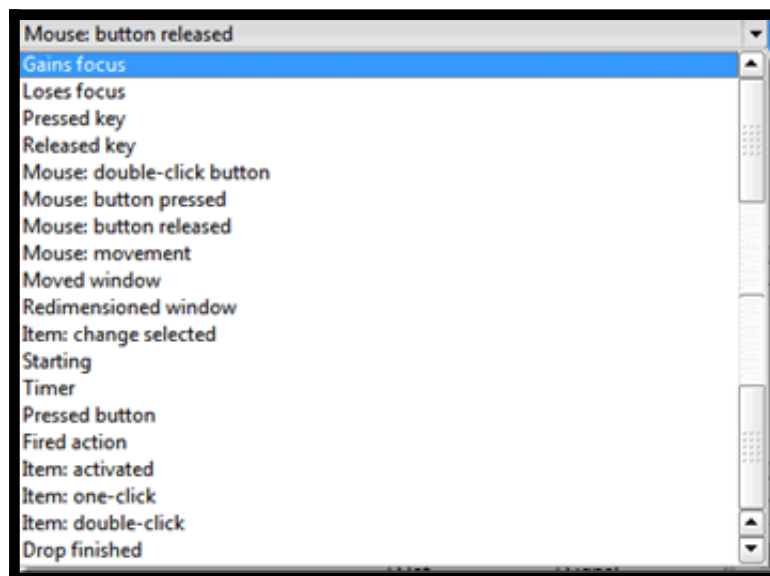 Mouse: button released
Gains focus
Loses focus
Pressed key
Released key
Mouse: double-click button
Mouse: button pressed
Mouse: button released
Mouse: movement
Moved window
Redimensioned window
Item: change selected
Starting
Timer
Pressed button
Fired action
Item: activated
Item: one-click
Item: double-click
Drop finished